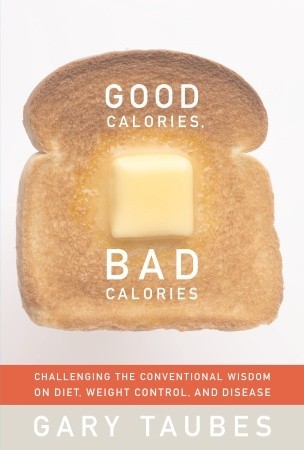 GOOD
CALORIES,
BAD
CALORIES
CHALLENGING THE CONVENTIONAL WISDOM
ON DIET, WEIGHT CONTROL, AND DISEASE
GARY TAUBES